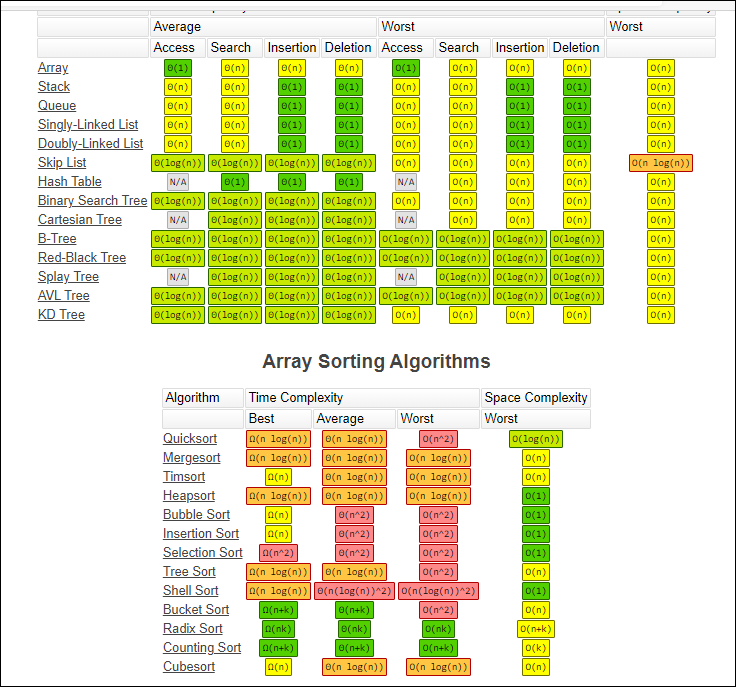 Average Worst Worst
Access Search Insertion Deletion Access Search Insertion Deletion
Array Θ(1) Θ(n) Θ(n) Θ(n) O(1) O(n) O(n) O(n) O(n)
Stack Θ(n) Θ(n) Θ(1) Θ(1) O(n) O(n) O(1) O(1) O(n)
Queue Θ(n) Θ(n) Θ(1) Θ(1) O(n) O(n) O(1) O(1) O(n)
Singly-Linked List Θ(n) Θ(n) Θ(1) Θ(1) O(n) O(n) O(1) O(1) O(n)
Doubly-Linked List Θ(n) Θ(n) Θ(1) Θ(1) O(n) O(n) O(1) O(1) O(n)
Skip List Θ(log(n)) Θ(log(n)) Θ(log(n)) Θ(log(n)) O(n) O(n) O(n) O(n) O(n log(n))
Hash Table N/A Θ(1) Θ(1) Θ(1) N/A O(n) O(n) O(n) O(n)
Binary Search Tree Θ(log(n)) Θ(log(n)) Θ(log(n)) Θ(log(n)) O(n) O(n) O(n) O(n) O(n)
Cartesian Tree N/A Θ(log(n)) Θ(log(n)) Θ(log(n)) N/A O(n) O(n) O(n) O(n)
B-Tree Θ(log(n)) Θ(log(n)) Θ(log(n)) Θ(log(n)) O(log(n)) O(log(n)) O(log(n)) O(log(n)) O(n)
Red-Black Tree Θ(log(n)) Θ(log(n)) Θ(log(n)) Θ(log(n)) O(log(n)) O(log(n)) O(log(n)) O(log(n)) O(n)
Splay Tree N/A Θ(log(n)) Θ(log(n)) Θ(log(n)) N/A O(log(n)) O(log(n)) O(log(n)) O(n)
AVL Tree Θ(log(n)) Θ(log(n)) Θ(log(n)) Θ(log(n)) O(log(n)) O(log(n)) O(log(n)) O(log(n)) O(n)
KD Tree Θ(log(n)) Θ(log(n)) Θ(log(n)) Θ(log(n)) O(n) O(n) O(n) O(n) O(n)
Array Sorting Algorithms
Algorithm Time Complexity Space Complexity
Best Average Worst Worst
Quicksort Ω(n log(n)) Θ(n log(n)) O(n^2) O(log(n))
Mergesort Ω(n log(n)) Θ(n log(n)) O(n log(n)) O(n)
Timsort Ω(n) Θ(n log(n)) O(n log(n)) O(n)
Heapsort Ω(n log(n)) Θ(n log(n)) O(n log(n)) O(1)
Bubble Sort Ω(n) Θ(n^2) O(n^2) O(1)
Insertion Sort Ω(n) Θ(n^2) O(n^2) O(1)
Selection Sort Ω(n^2) Θ(n^2) O(n^2) O(1)
Tree Sort Ω(n log(n)) Θ(n log(n)) O(n^2) O(n)
Shell Sort Ω(n log(n)) Θ(n(log(n))^2) O(n(log(n))^2) O(1)
Bucket Sort Ω(n+k) Θ(n+k) O(n^2) O(n)
Radix Sort Ω(nk) Θ(nk) O(nk) O(n+k)
Counting Sort Ω(n+k) Θ(n+k) O(n+k) O(k)
Cubesort Ω(n) Θ(n log(n)) O(n log(n)) O(n)